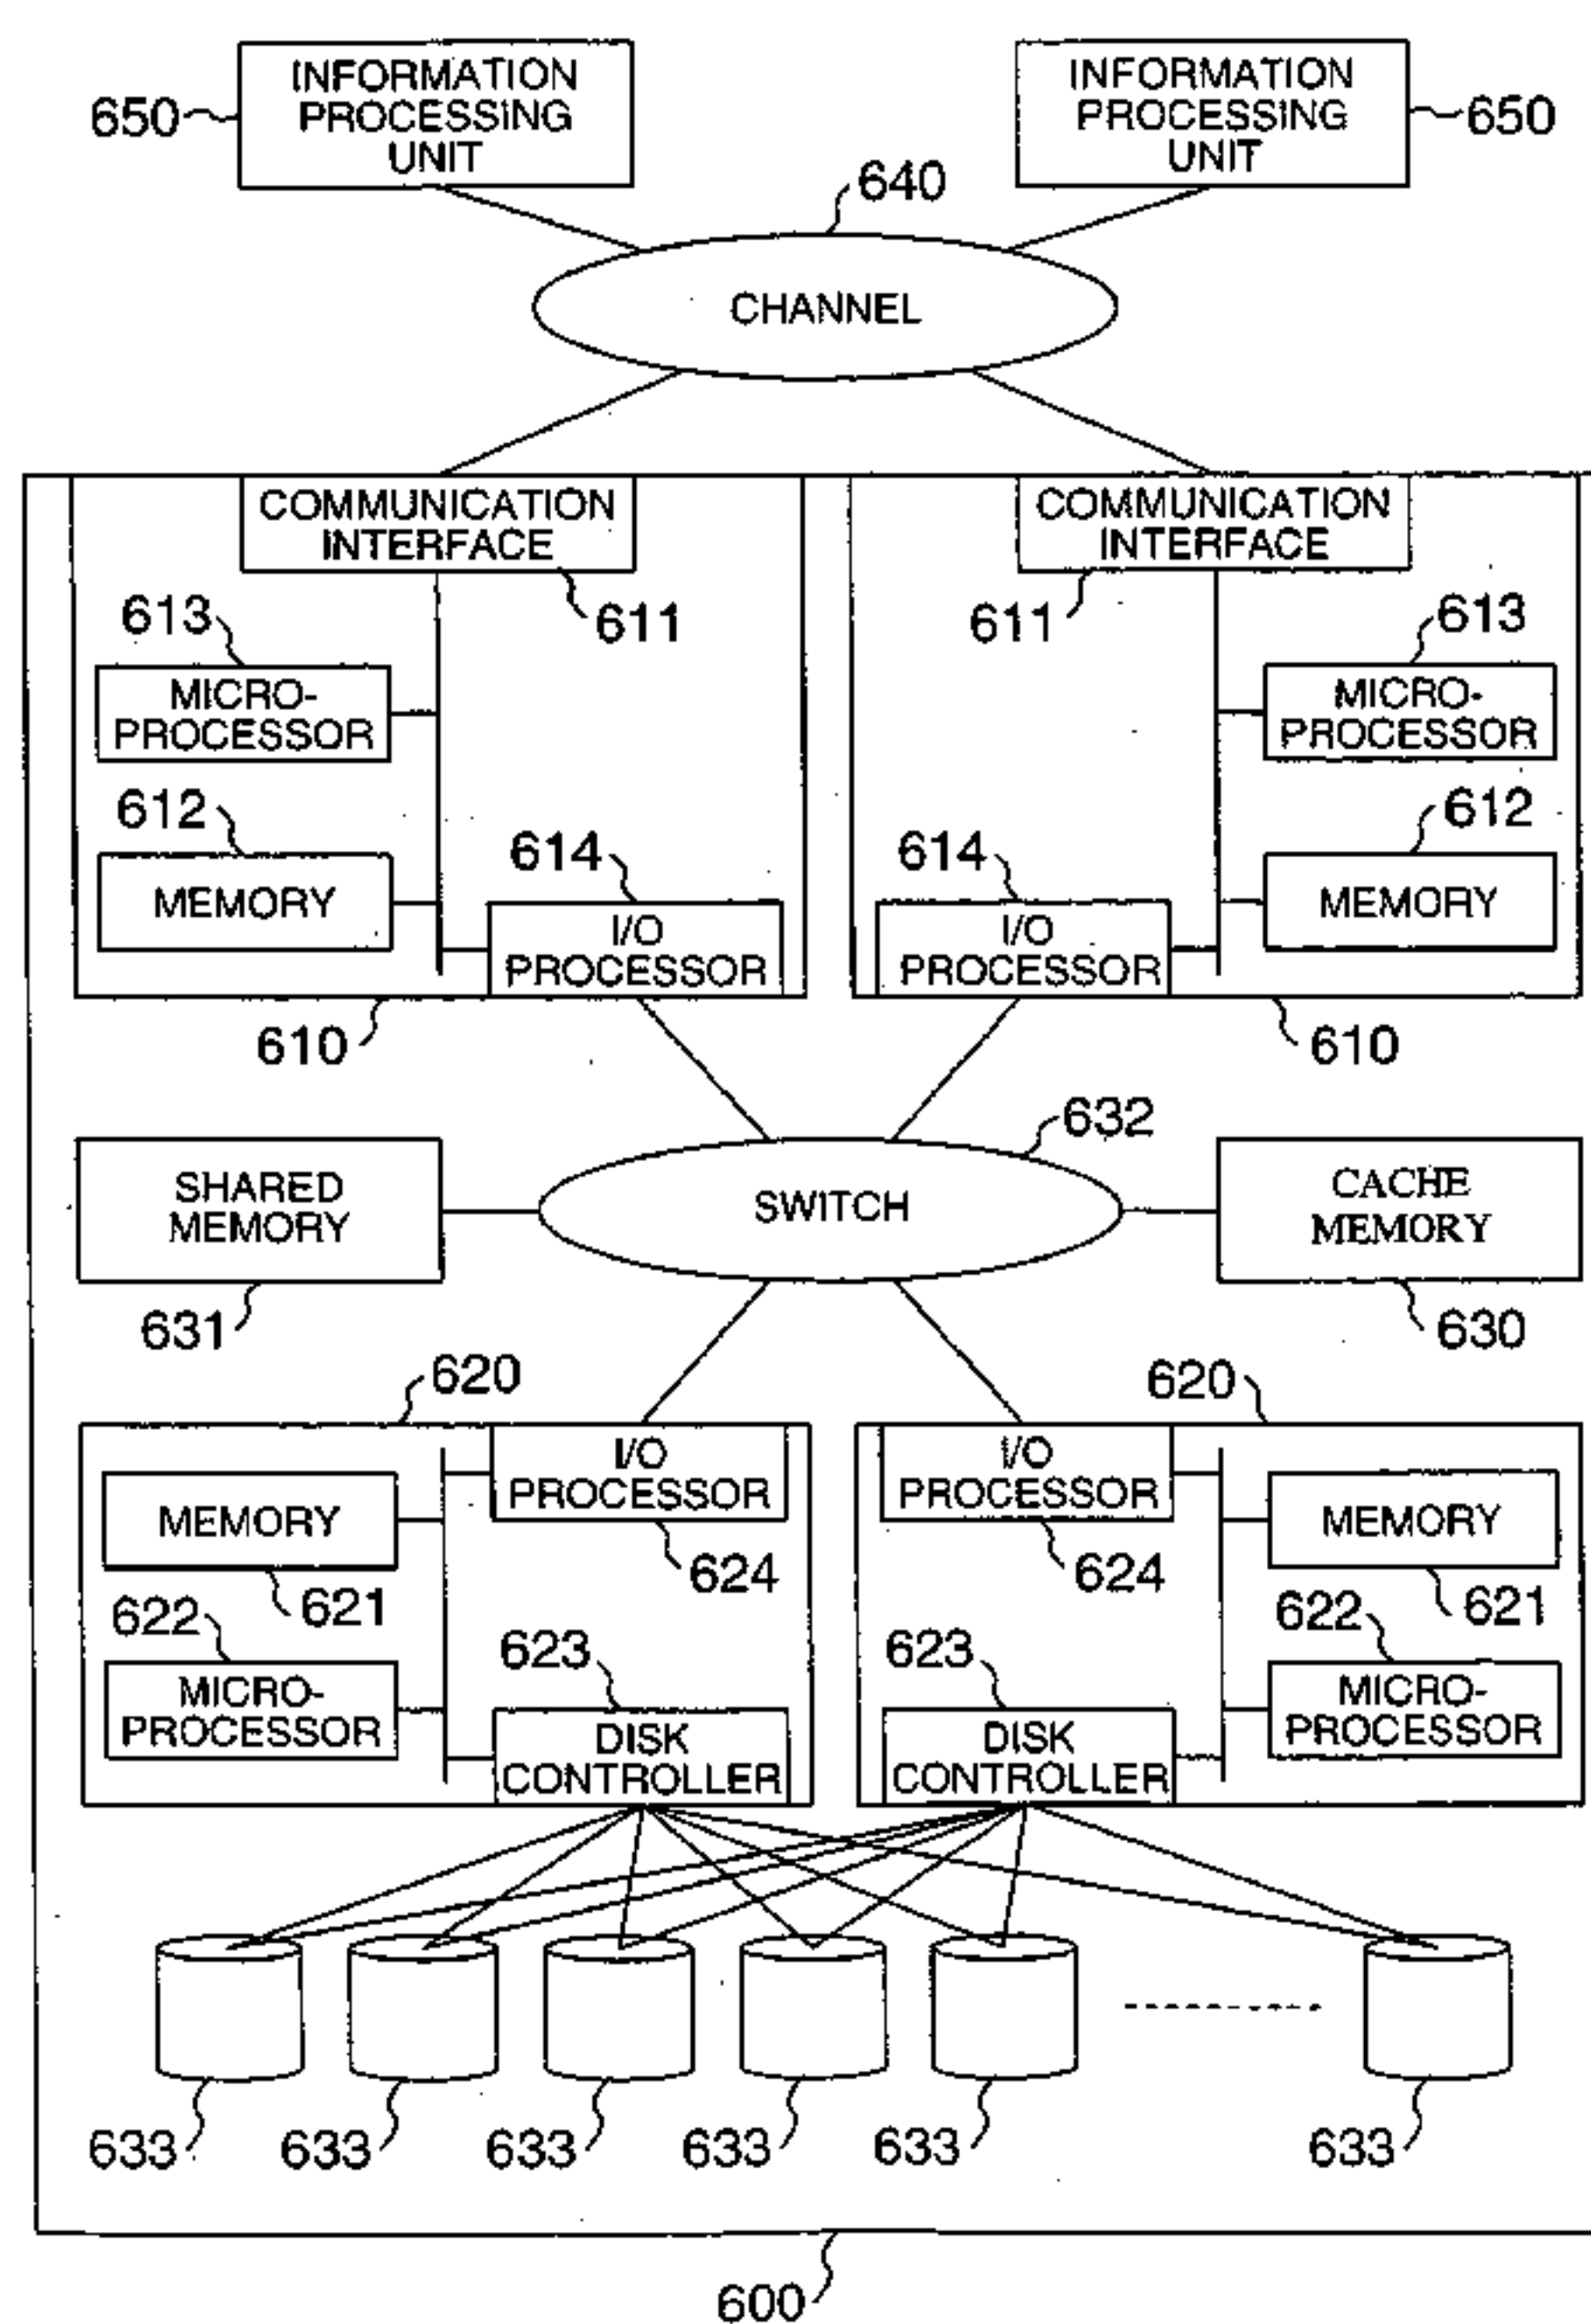 INFORMATION
PROCESSING
UNIT
650
INFORMATION
PROCESSING
UNIT
650
640
CHANNEL
COMMUNICATION
INTERFACE
611
COMMUNICATION
INTERFACE
611
613
MICRO-
PROCESSOR
613
MICRO-
PROCESSOR
612
MEMORY
612
MEMORY
614
I/O
PROCESSOR
614
I/O
PROCESSOR
610
610
632
SHARED
MEMORY
631
SWITCH
CACHE
MEMORY
630
620
620
I/O
PROCESSOR
624
I/O
PROCESSOR
624
MEMORY
621
MEMORY
621
622
MICRO-
PROCESSOR
622
MICRO-
PROCESSOR
623
DISK
CONTROLLER
623
DISK
CONTROLLER
633
633
633
633
633
633
600